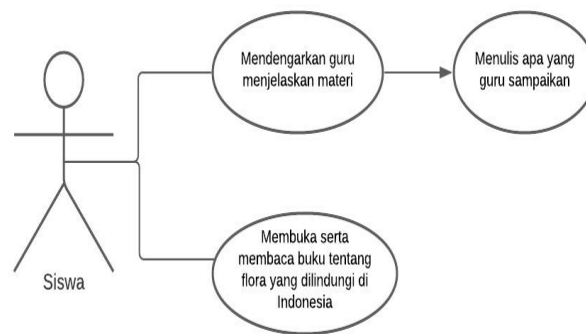 Mendengarkan guru
menjelaskan materi
Menulis apa yang
guru sampaikan
Siswa
Membuka serta
membaca buku tentang
flora yang dilindungi di
Indonesia